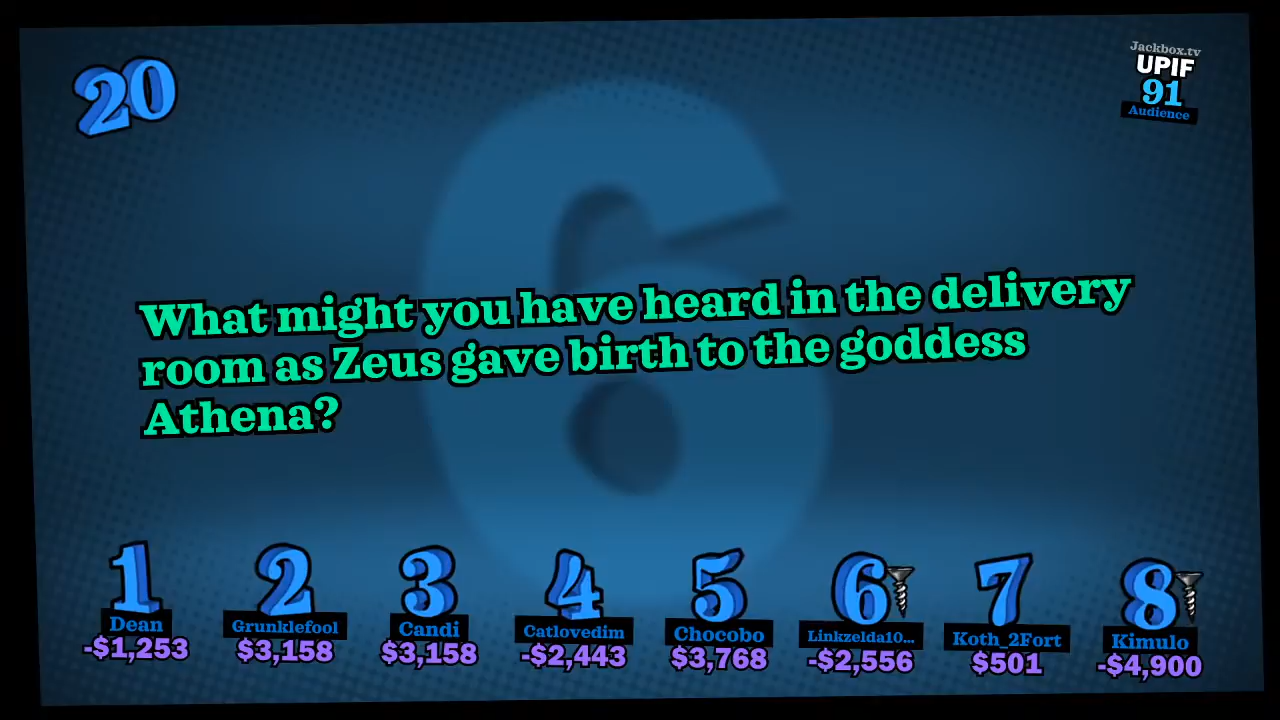 20
Jackbox.tv
UPIF
91
Audience
What might you have heard in the delivery
room as Zeus gave birth to the goddess
Athena?
6
1 2 3 4 5 6 7 8
Dean Grunklefool Candi Catlovedim Chocobo Linkzelda10... Koth_2Fort Kimulo
-$1,253 $3,158 $3,158 -$2,443 $3,768 -$2,556 $501 -$4,900